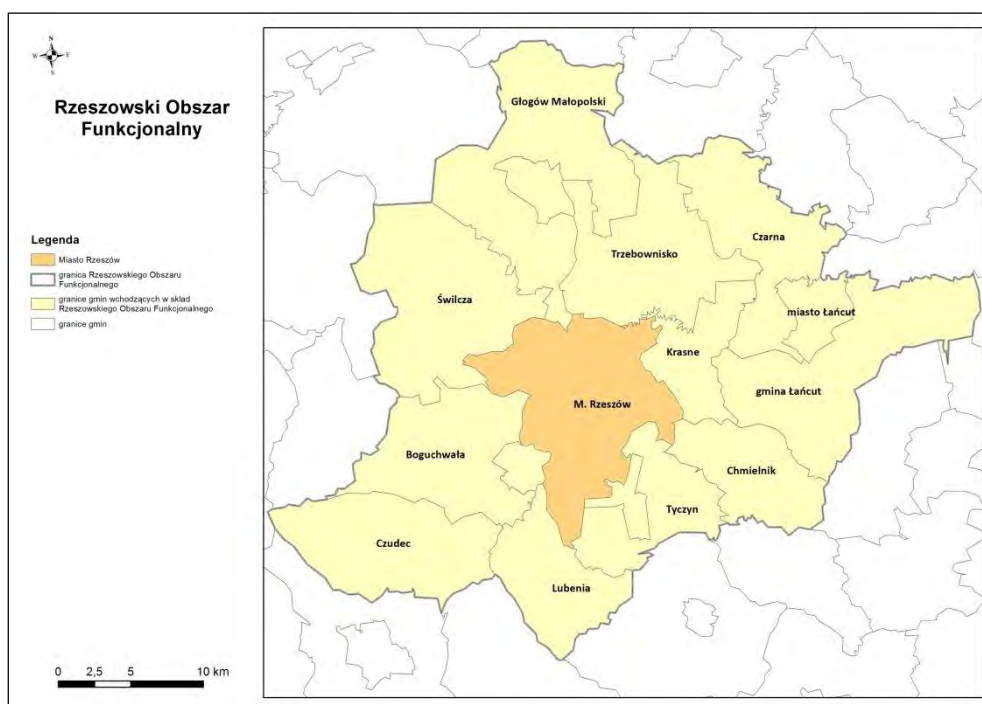 N
W E
S
Rzeszowski Obszar
Funkcjonalny
Legenda
Miasto Rzeszów
granica Rzeszowskiego Obszaru
Funkcjonalnego
granice gmin wchodzących w skład
Rzeszowskiego Obszaru Funkcjonalnego
granice gmin
0 2,5 5 10 km
Głogów Małopolski
Trzebownisko
Czarna
Świlcza
miasto Łańcut
Krasne
gmina Łańcut
M. Rzeszów
Boguchwała
Chmielnik
Tyczyn
Czudec
Lubenia